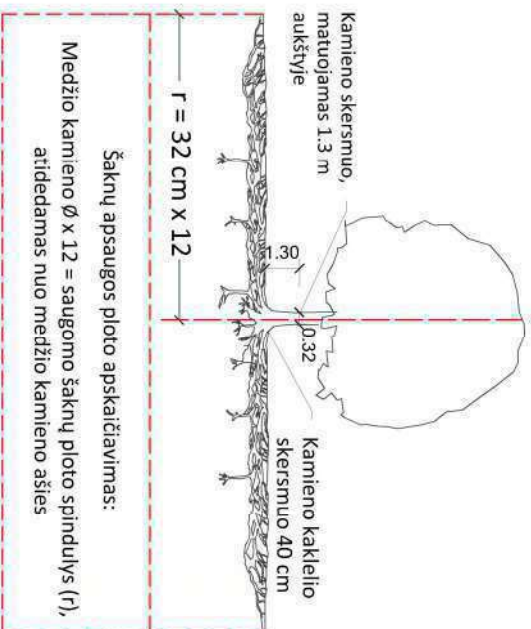 Kamieno skersmuo,
matuojamas 1.3 m
aukštyje
1.30
0.32
Kamieno kaklelio
skersmuo 40 cm
r = 32 cm x 12
Šaknų apsaugos ploto apskaičiavimas:
Medžio kamieno Ø x 12 = saugomo šaknų ploto spindulys (r),
atidedamas nuo medžio kamieno ašies